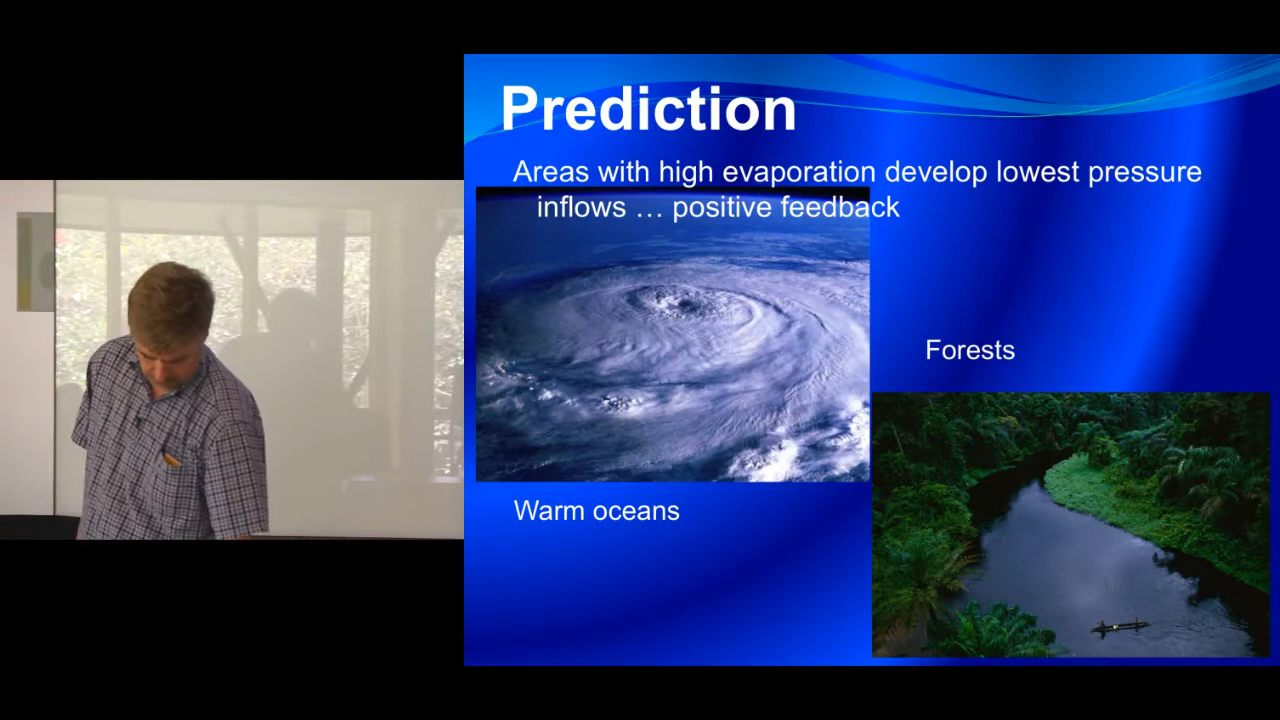 Prediction
Areas with high evaporation develop lowest pressure
inflows … positive feedback
Forests
Warm oceans